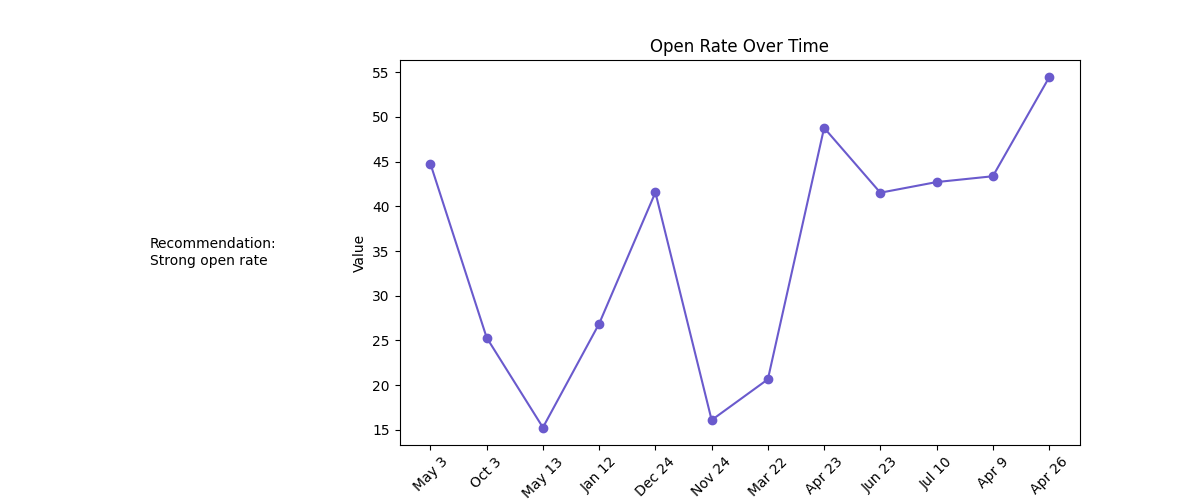 Open Rate Over Time
Recommendation:
Strong open rate
Value
55
50
45
40
35
30
25
20
15
May 3
Oct 3
May 13
Jan 12
Dec 24
Nov 24
Mar 22
Apr 23
Jun 23
Jul 10
Apr 9
Apr 26